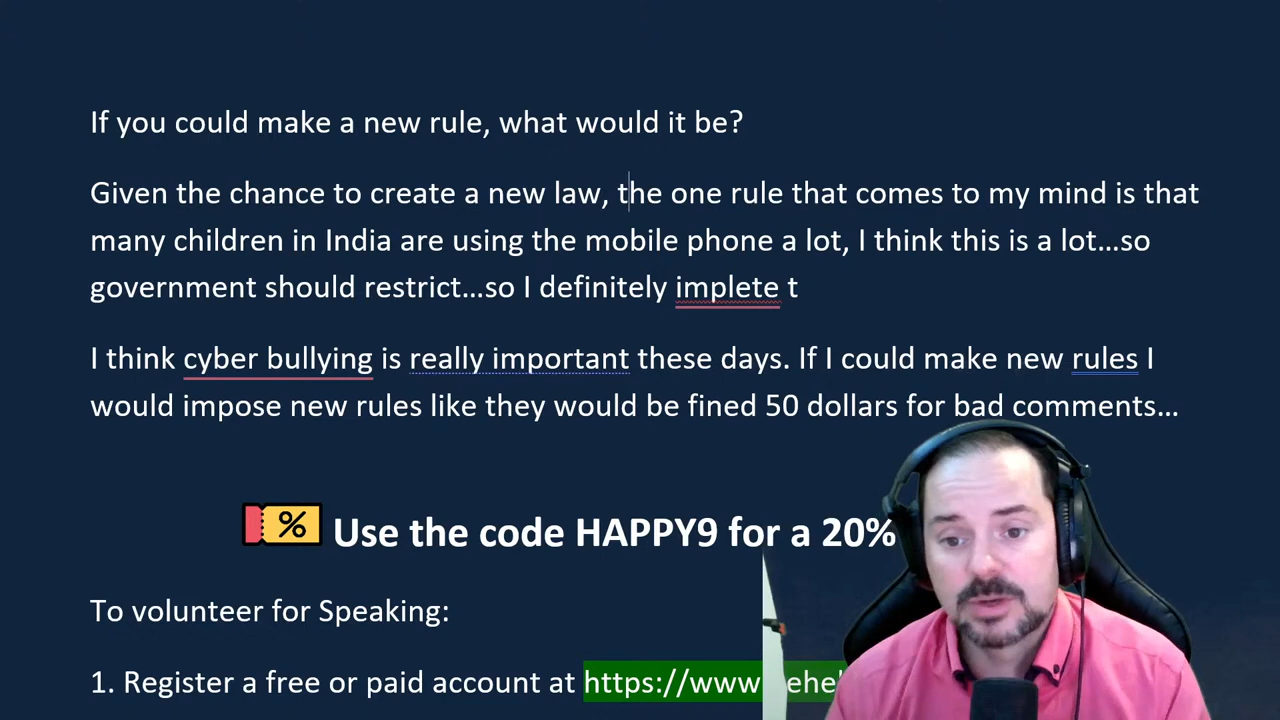 If you could make a new rule, what would it be?
Given the chance to create a new law, the one rule that comes to my mind is that
many children in India are using the mobile phone a lot, I think this is a lot…so
government should restrict…so I definitely implete t
I think cyber bullying is really important these days. If I could make new rules I
would impose new rules like they would be fined 50 dollars for bad comments…
% Use the code HAPPY9 for a 20%
To volunteer for Speaking:
1. Register a free or paid account at https://www